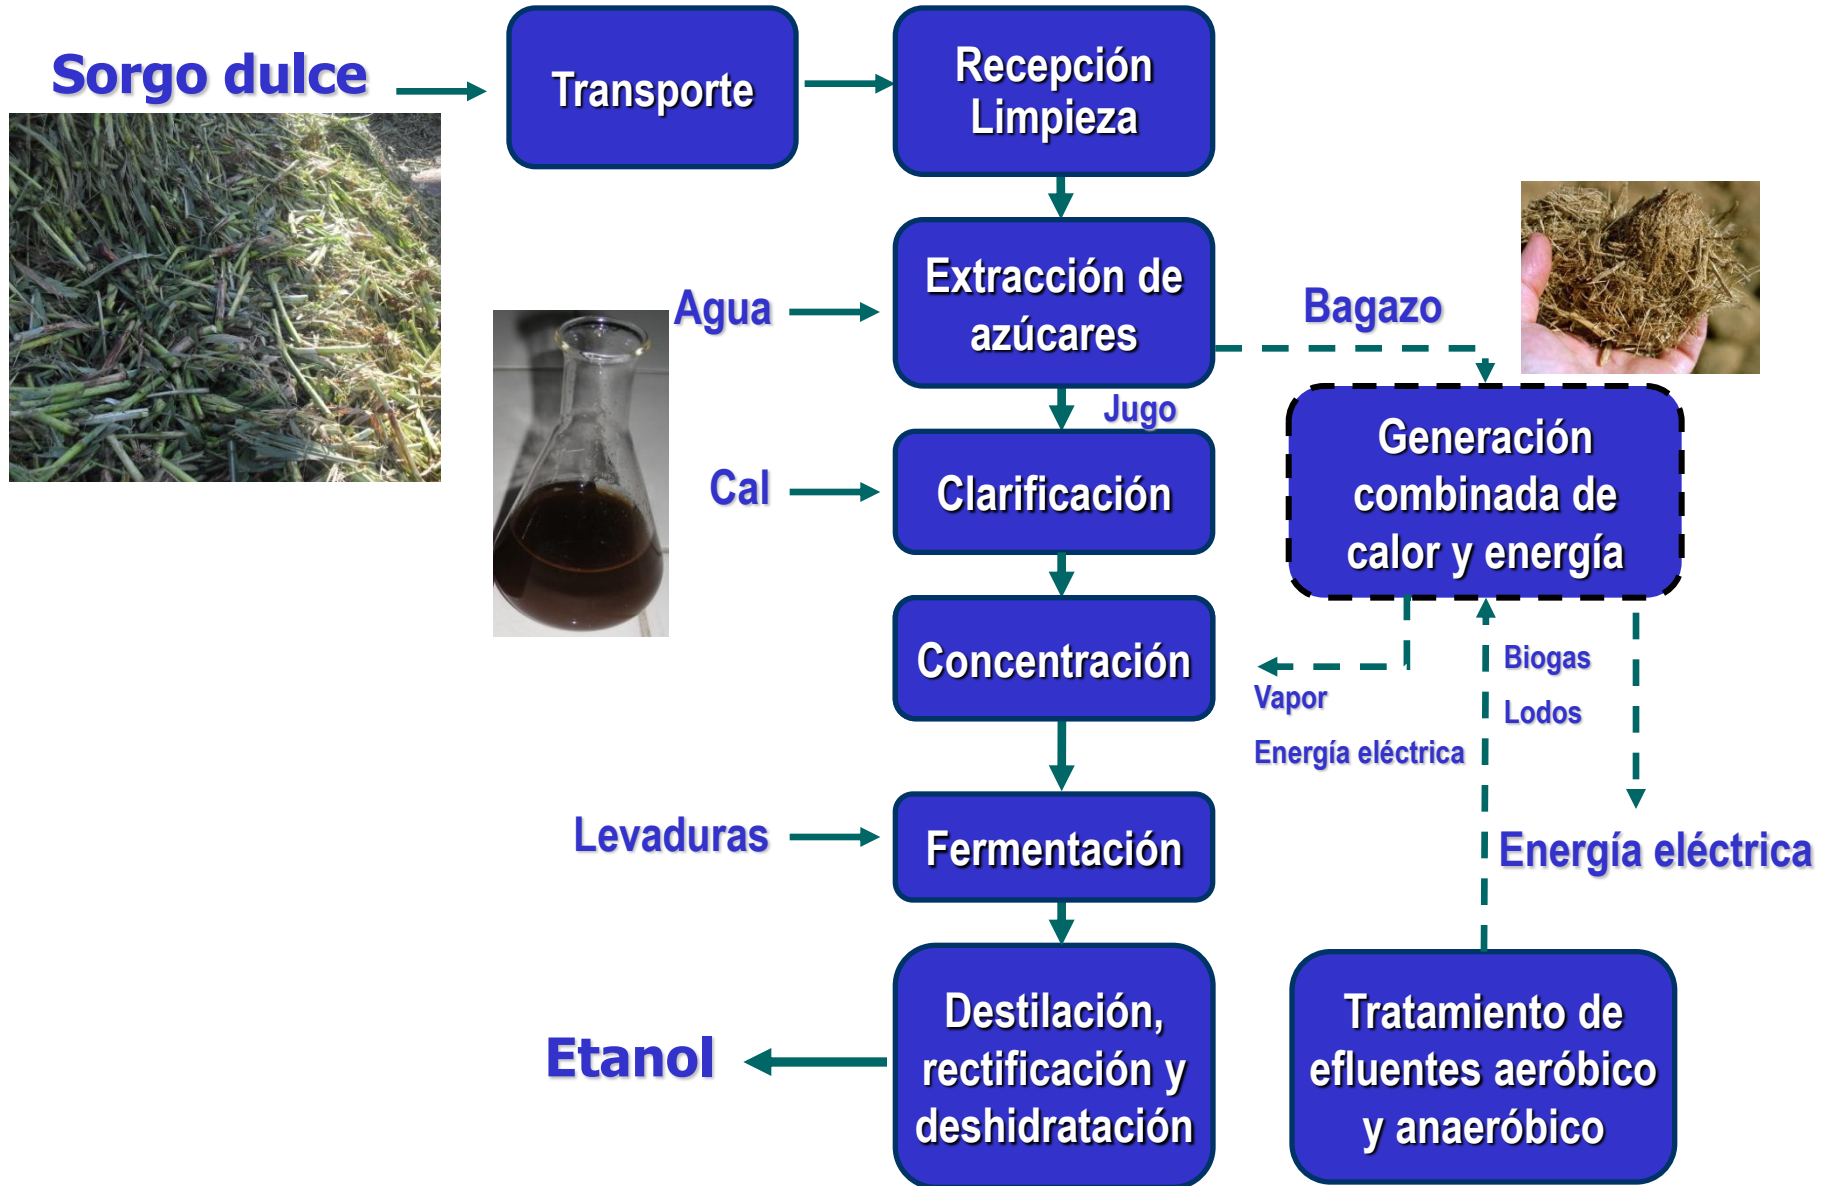 Sorgo dulce
Transporte
Recepción
Limpieza
Agua
Extracción de
azúcares
Bagazo
Jugo
Cal
Clarificación
Generación
combinada de
calor y energía
Concentración
Vapor
Energía eléctrica
Biogas
Lodos
Levaduras
Fermentación
Energía eléctrica
Etanol
Destilación,
rectificación y
deshidratación
Tratamiento de
efluentes aeróbico
y anaeróbico